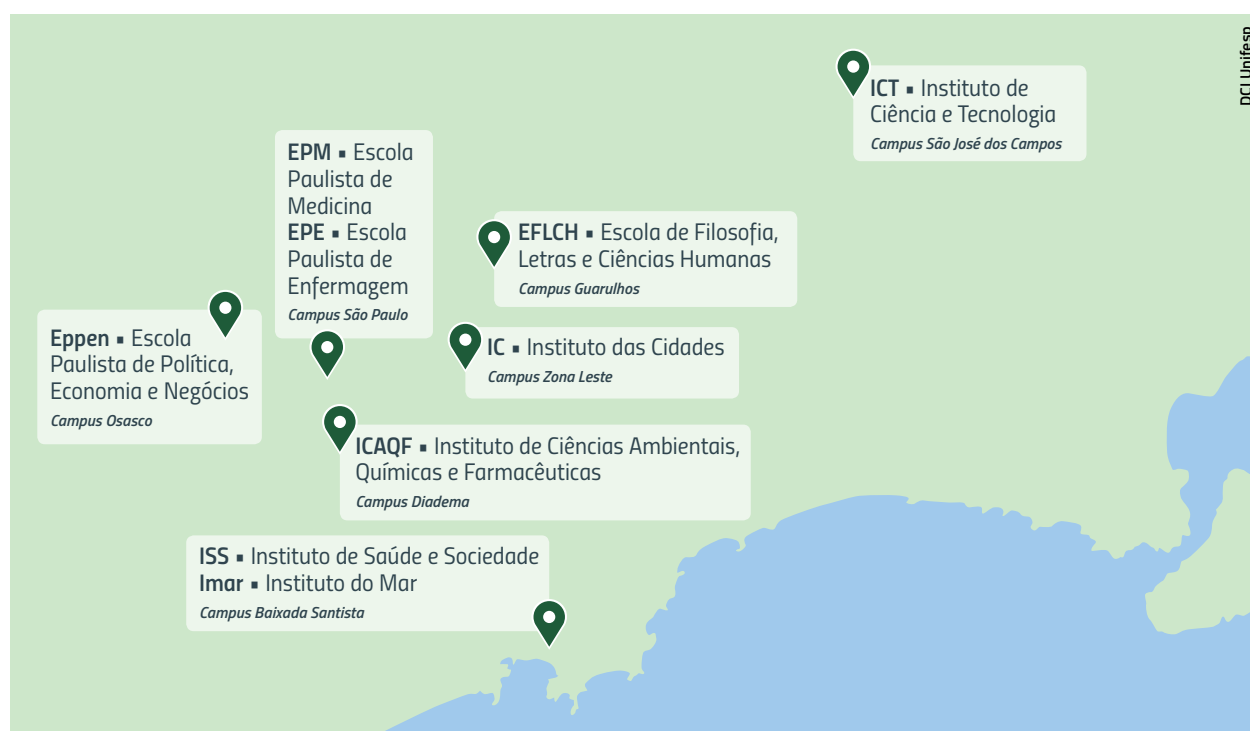 DCI Unifesp
ICT ▪ Instituto de
Ciência e Tecnologia
Campus São José dos Campos
EPM ▪ Escola
Paulista de
Medicina
EPE ▪ Escola
Paulista de
Enfermagem
Campus São Paulo
EFLCH ▪ Escola de Filosofia,
Letras e Ciências Humanas
Campus Guarulhos
Eppen ▪ Escola
Paulista de Política,
Economia e Negócios
Campus Osasco
IC ▪ Instituto das Cidades
Campus Zona Leste
ICAQF ▪ Instituto de Ciências Ambientais,
Químicas e Farmacêuticas
Campus Diadema
ISS ▪ Instituto de Saúde e Sociedade
Imar ▪ Instituto do Mar
Campus Baixada Santista